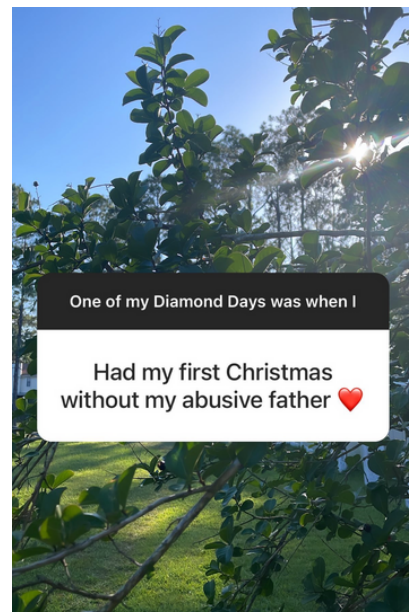 One of my Diamond Days was when I
Had my first Christmas
without my abusive father ❤️